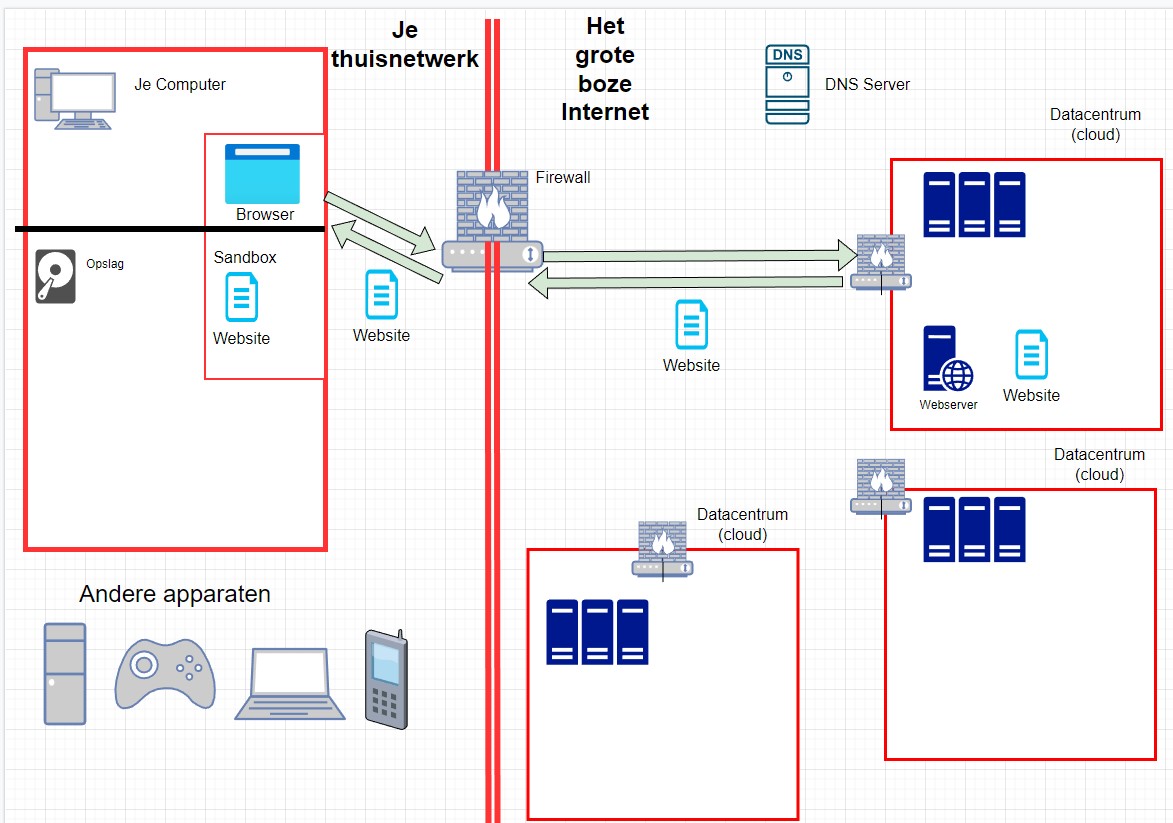 Je
thuisnetwerk
Het
grote
boze
Internet
DNS
DNS Server
Je Computer
Datacentrum
(cloud)
Firewall
Browser
Opslag
Sandbox
Website
Website
Website
Webserver
Website
Datacentrum
(cloud)
Datacentrum
(cloud)
Andere apparaten